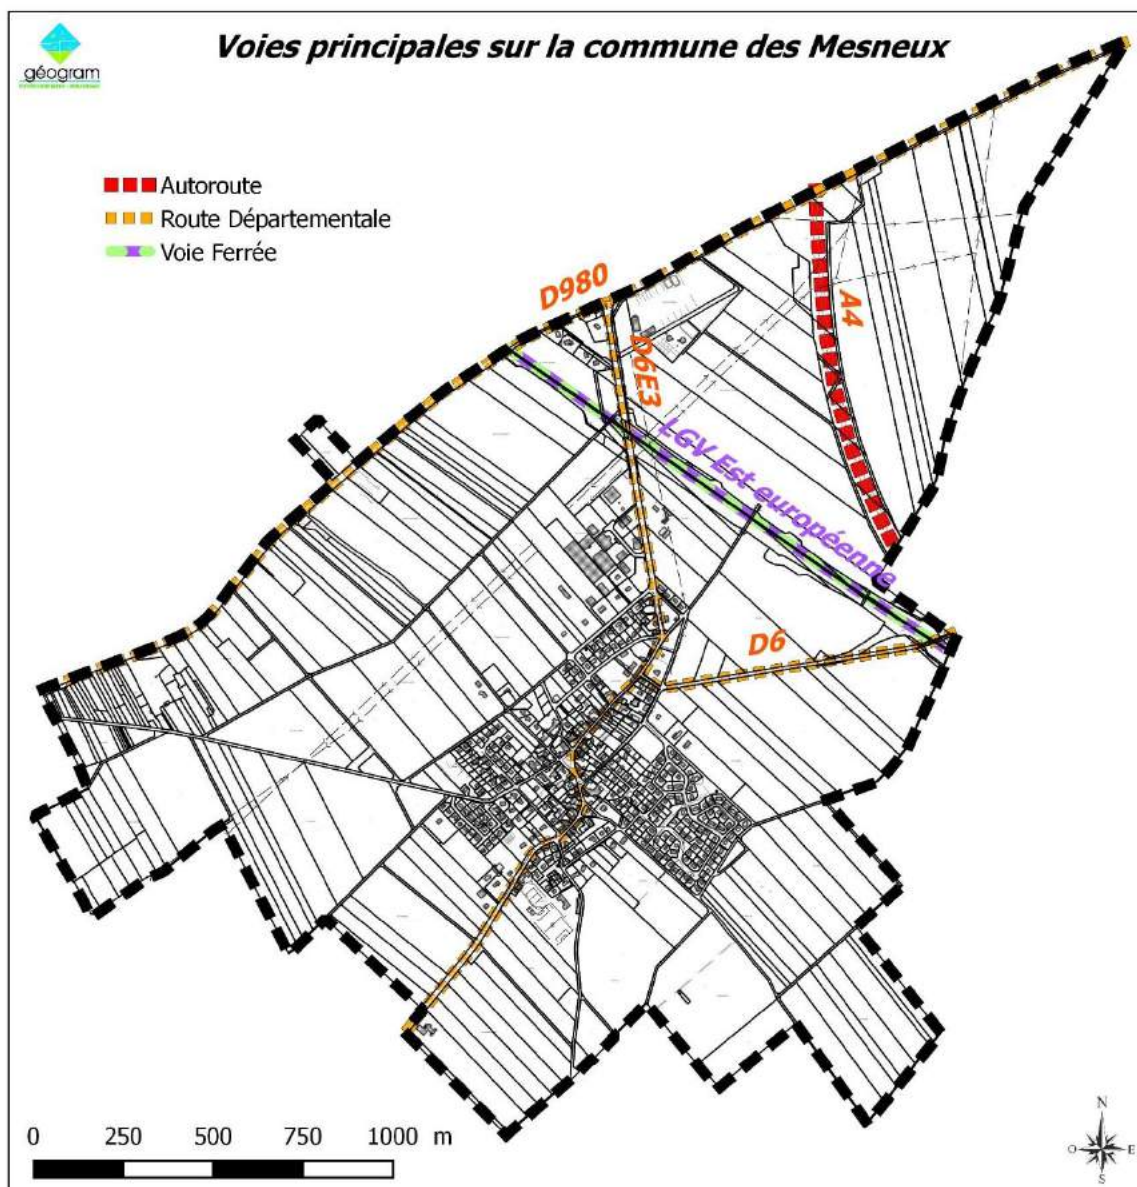 Voies principales sur la commune des Mesneux
géogram
Autoroute
Route Départementale
Voie Ferrée
D980
D6E3
A4
LGV Est européenne
D6
0 250 500 750 1000 m
N
O E
S